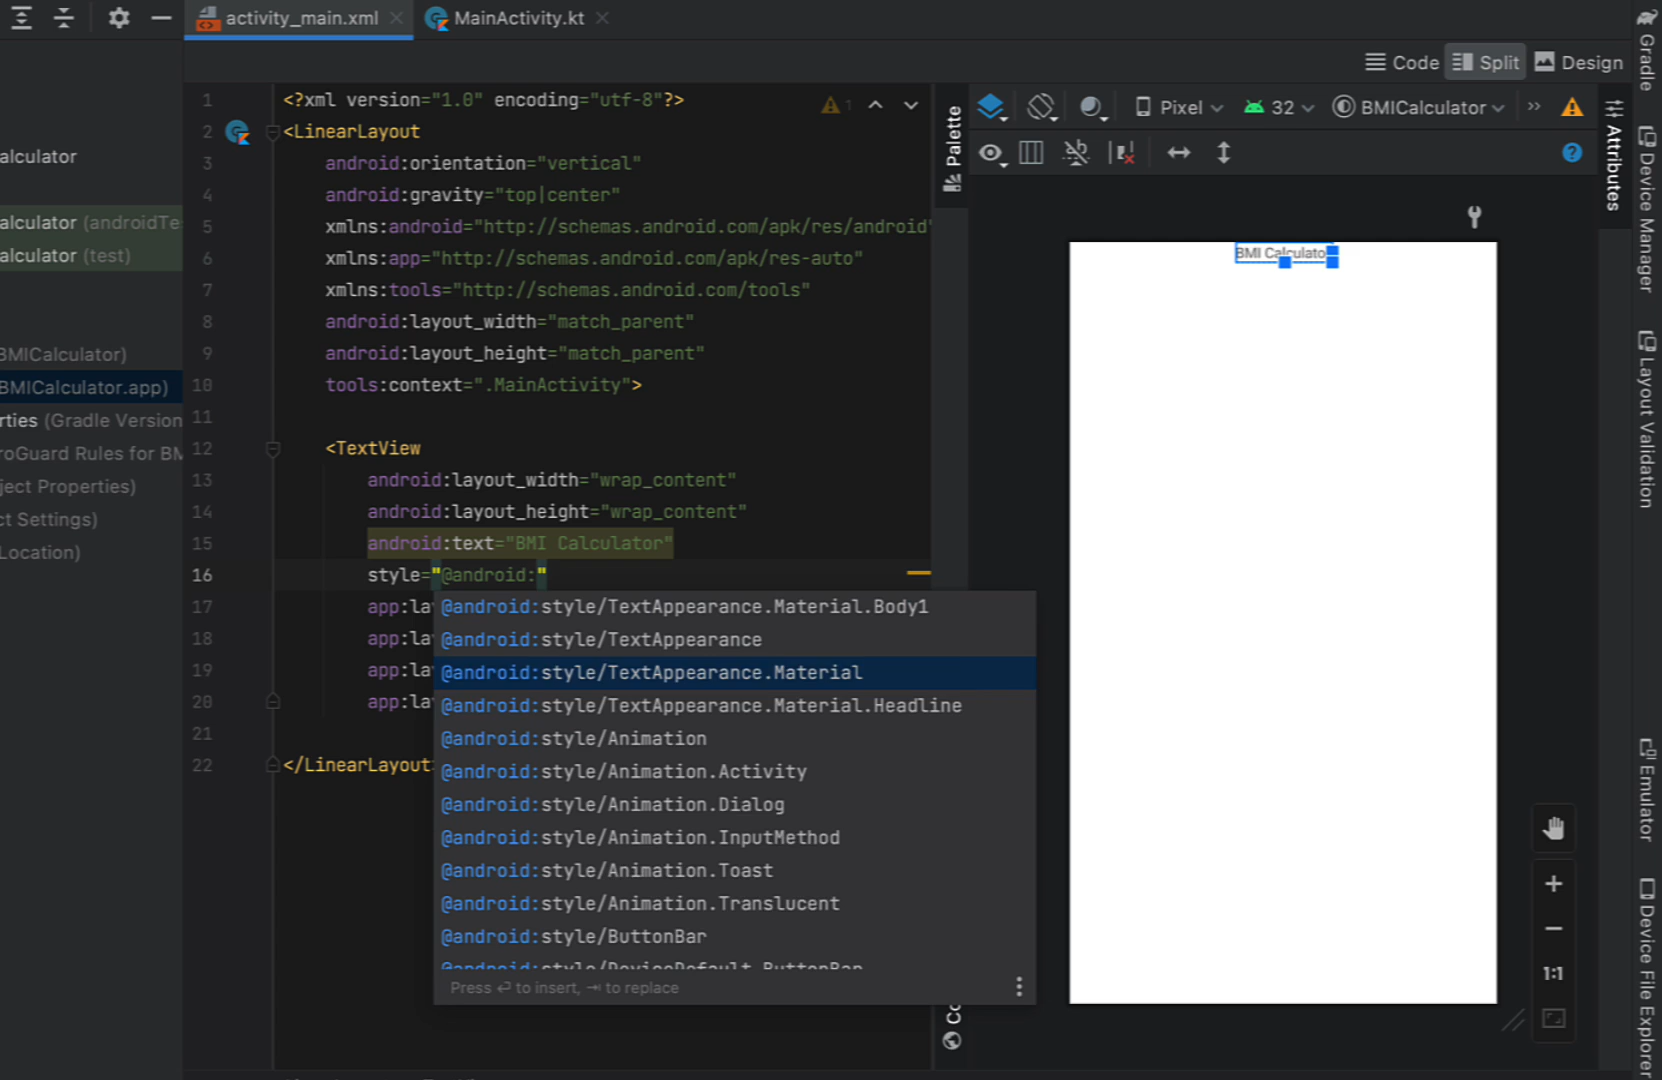 activity_main.xml
MainActivity.kt
Code
Split
Design
alculator
alculator (androidTe
alculator (test)
BMICalculator)
BMICalculator.app)
rties (Gradle Version
roGuard Rules for BM
ject Properties)
ct Settings)
Location)
1 <?xml version="1.0" encoding="utf-8"?>
2 <LinearLayout
3 android:orientation="vertical"
4 android:gravity="top|center"
5 xmlns:android="http://schemas.android.com/apk/res/android"
6 xmlns:app="http://schemas.android.com/apk/res-auto"
7 xmlns:tools="http://schemas.android.com/tools"
8 android:layout_width="match_parent"
9 android:layout_height="match_parent"
10 tools:context=".MainActivity">
11
12 <TextView
13 android:layout_width="wrap_content"
14 android:layout_height="wrap_content"
15 android:text="BMI Calculator"
16 style="@android:"
17 app:la
18 app:la
19 app:la
20 app:la
21
22 </LinearLayout
1
@android:style/TextAppearance.Material.Body1
@android:style/TextAppearance
@android:style/TextAppearance.Material
@android:style/TextAppearance.Material.Headline
@android:style/Animation
@android:style/Animation.Activity
@android:style/Animation.Dialog
@android:style/Animation.InputMethod
@android:style/Animation.Toast
@android:style/Animation.Translucent
@android:style/ButtonBar
@android:style/DeviceDefault.ButtonBar
Press ↵ to insert, ⇥ to replace
Palette
Co
Pixel
32
BMICalculator
BMI Calculato
1:1
Attributes
Gradle
Device Manager
Layout Validation
Emulator
Device File Explorer